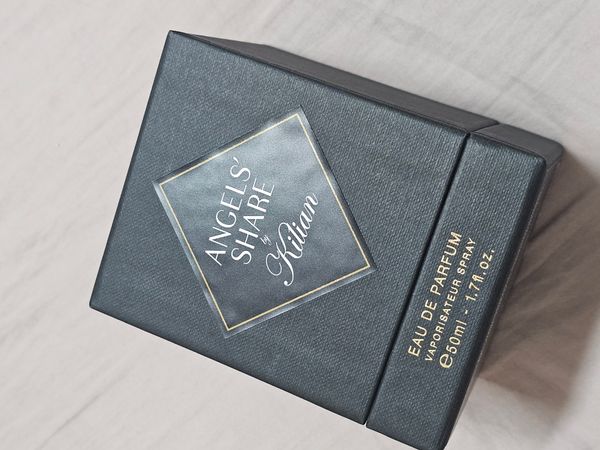 ANGELS'
SHARE
by
Kilian
EAU DE PARFUM
VAPORISATEUR SPRAY
℮50ml - 1.7fl. oz.